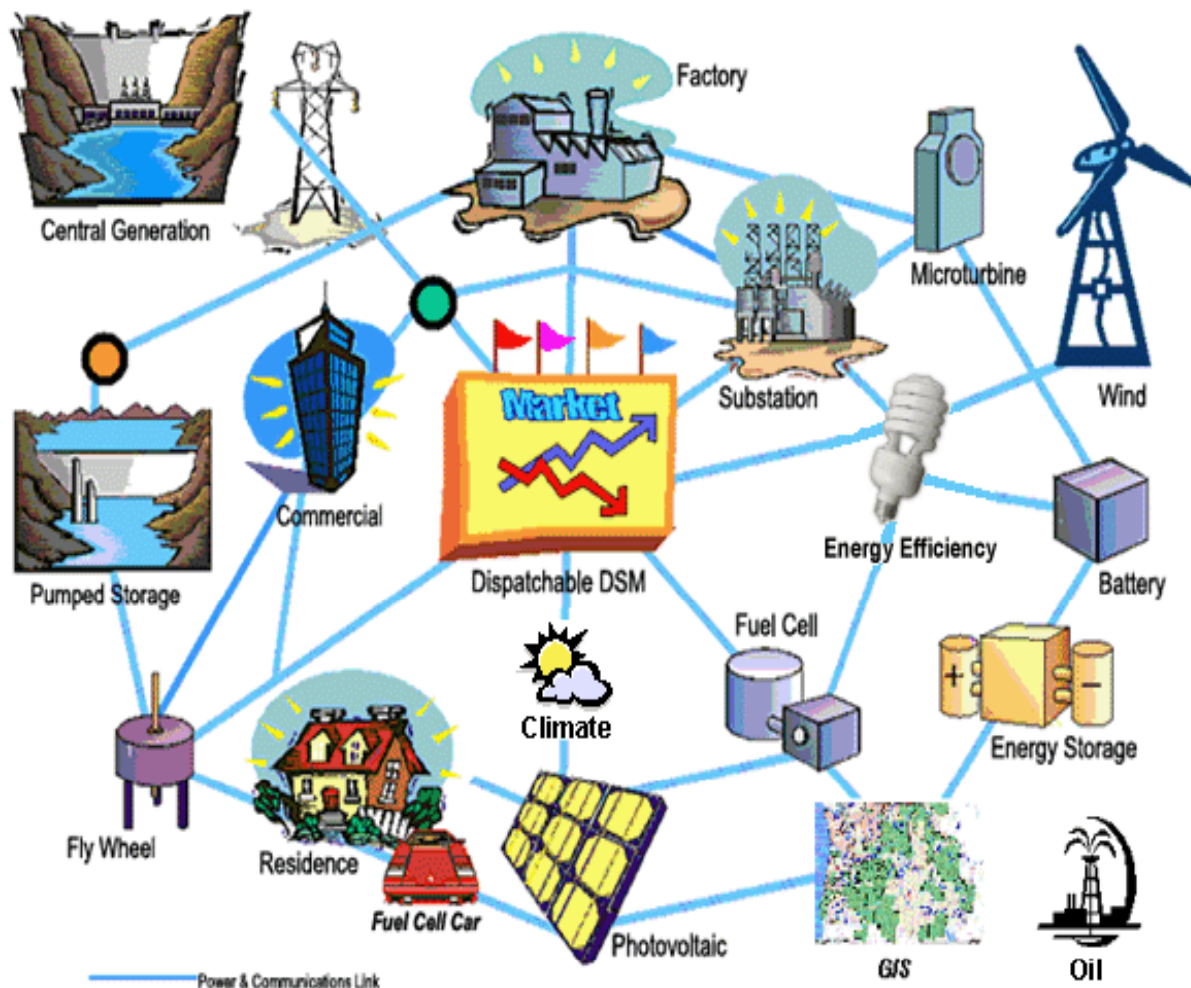 Factory
Central Generation
Microturbine
Wind
Substation
Market
Commercial
Energy Efficiency
Pumped Storage
Dispatchable DSM
Battery
Fuel Cell
+
−
Climate
Energy Storage
Fly Wheel
Residence
Fuel Cell Car
Photovoltaic
GIS
Oil
Power & Communications Link